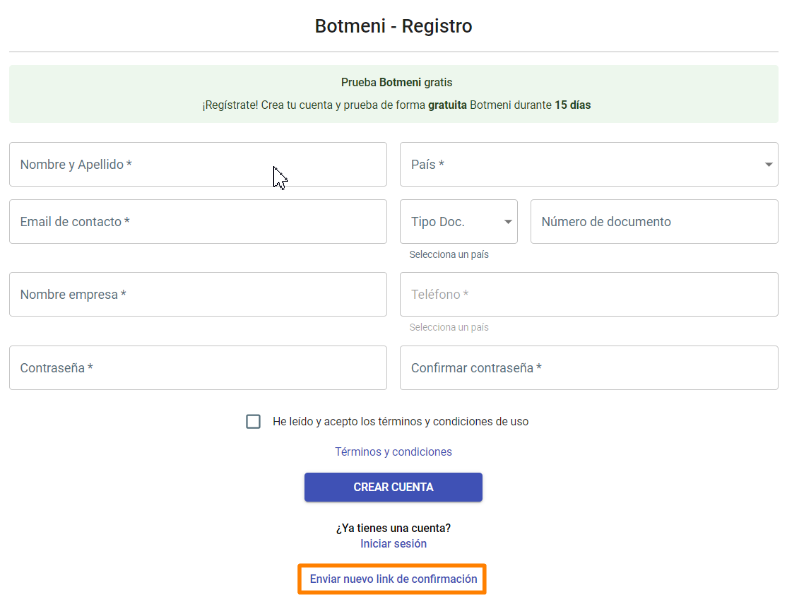 Botmeni - Registro
Prueba Botmeni gratis
¡Regístrate! Crea tu cuenta y prueba de forma gratuita Botmeni durante 15 días
Nombre y Apellido *
País *
Email de contacto *
Tipo Doc.
Número de documento
Selecciona un país
Nombre empresa *
Teléfono *
Selecciona un país
Contraseña *
Confirmar contraseña *
He leído y acepto los términos y condiciones de uso
Términos y condiciones
CREAR CUENTA
¿Ya tienes una cuenta?
Iniciar sesión
Enviar nuevo link de confirmación